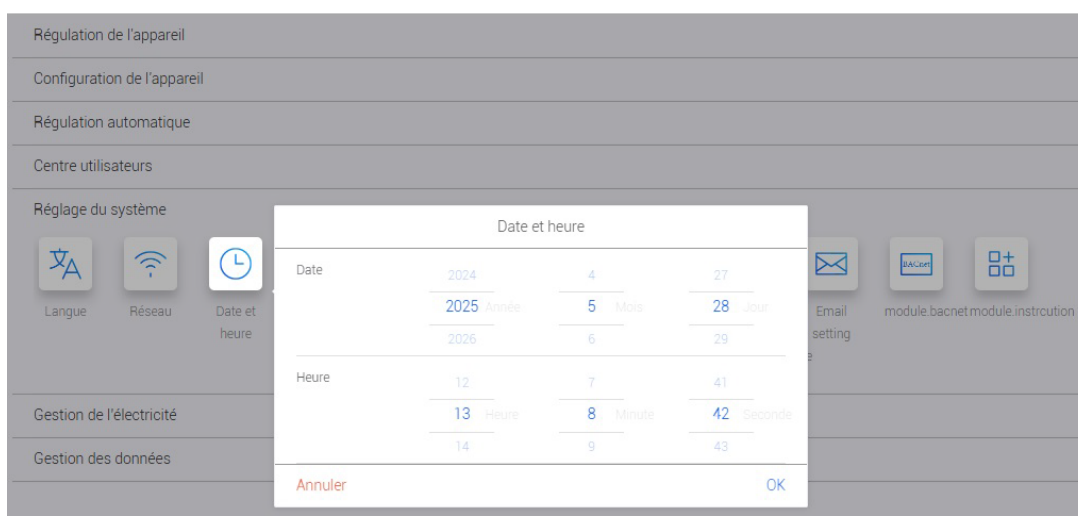 Régulation de l'appareil
Configuration de l'appareil
Régulation automatique
Centre utilisateurs
Réglage du système
Langue
Réseau
Date et
heure
Email
setting
BACnet
module.bacnet
module.instrcution
Date et heure
Date
2024 4 27
2025 Année 5 Mois 28 Jour
2026 6 29
Heure
12 7 41
13 Heure 8 Minute 42 Seconde
14 9 43
Annuler OK
Gestion de l'électricité
Gestion des données